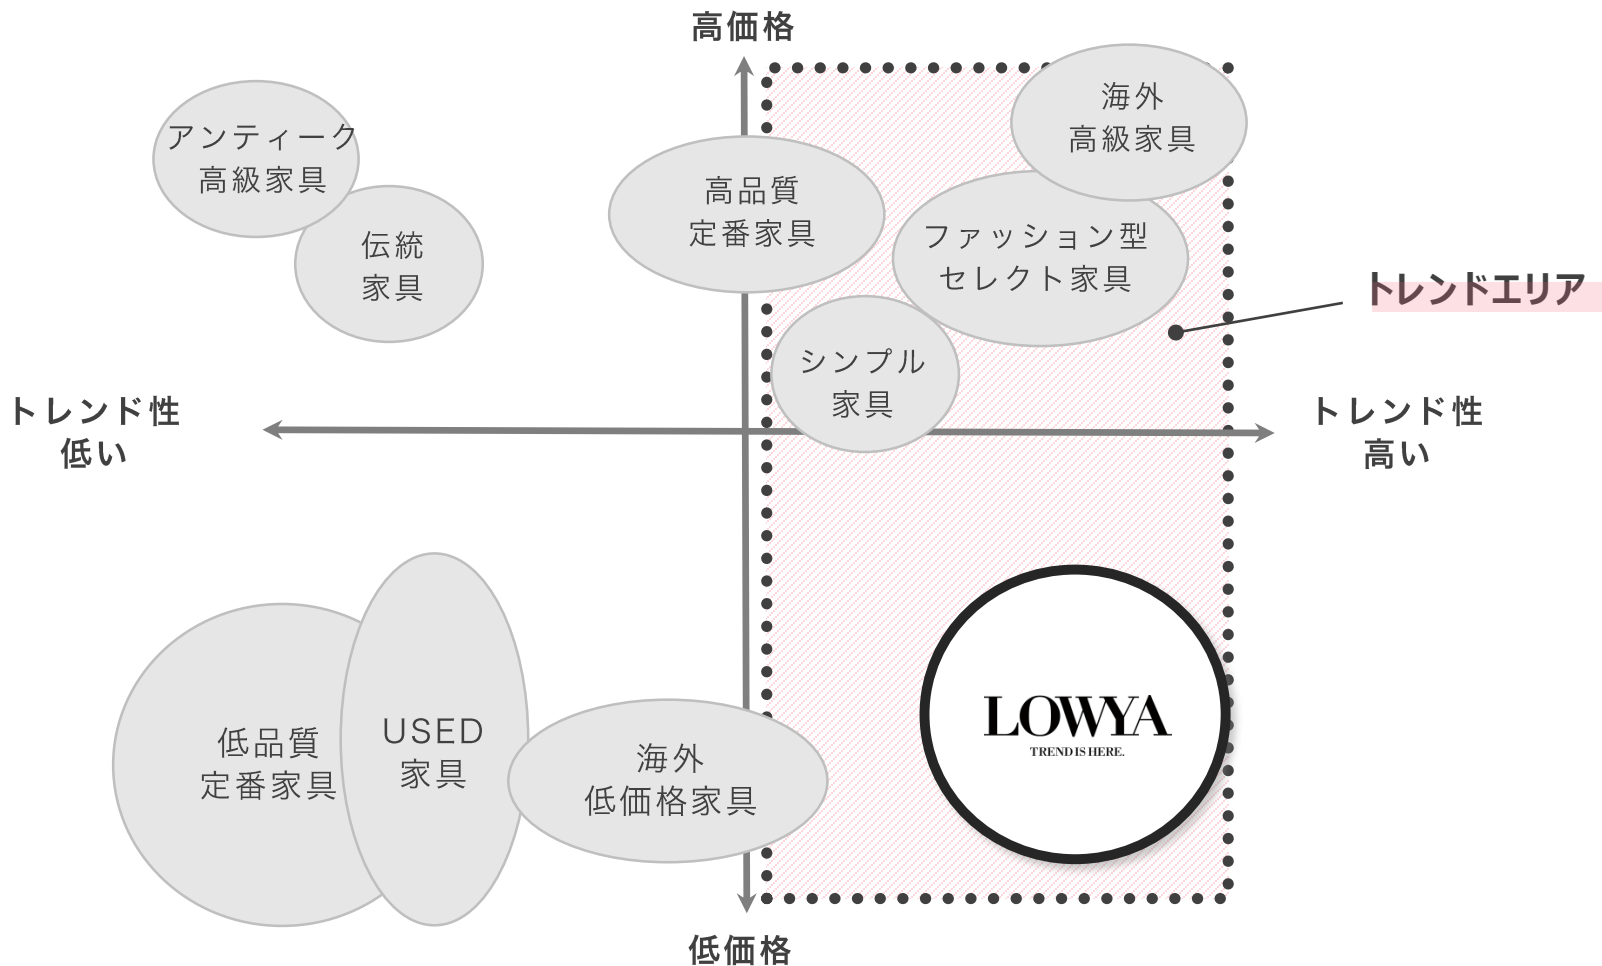 高価格
アンティーク
高級家具
伝統
家具
高品質
定番家具
海外
高級家具
ファッション型
セレクト家具
シンプル
家具
トレンドエリア
トレンド性
低い
トレンド性
高い
低品質
定番家具
USED
家具
海外
低価格家具
LOWYA
TREND IS HERE.
低価格